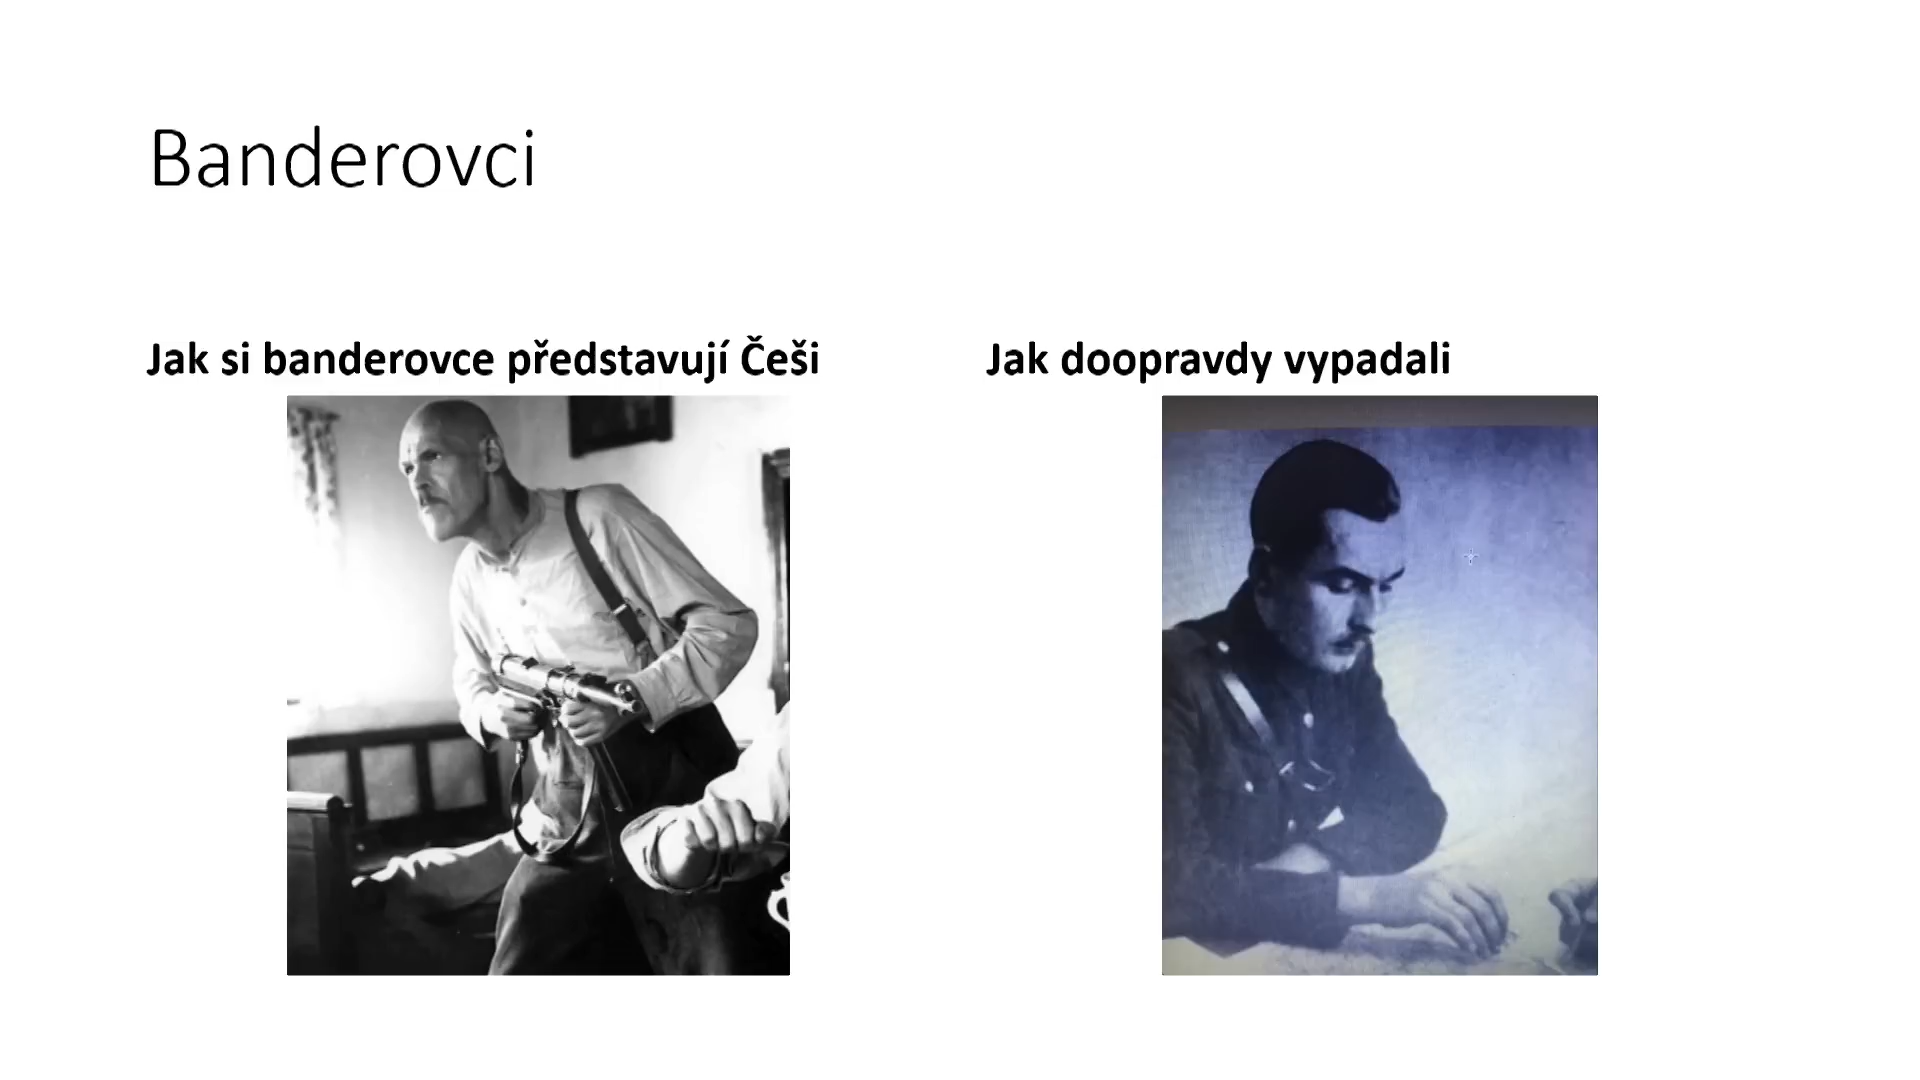 Banderovci
Jak si banderovce představují Češi
Jak doopravdy vypadali